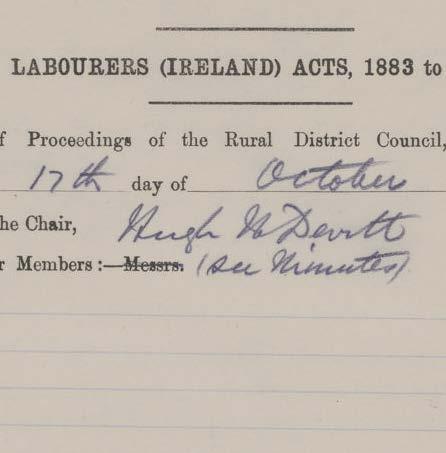 LABOURERS (IRELAND) ACTS, 1883 to
f Proceedings of the Rural District Council,
17th day of October
he Chair, Hugh McDevitt
r Members:—Messrs. (see Minutes)